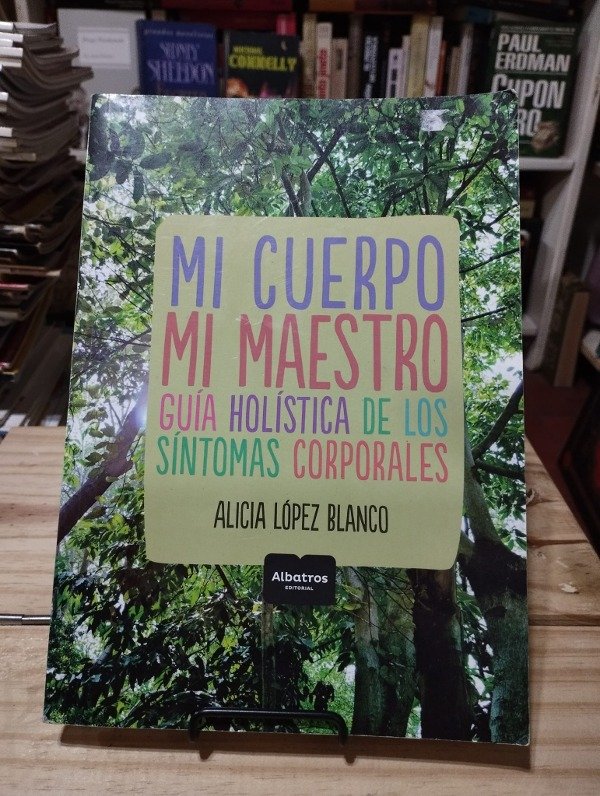 SIDNEY
SHELDON
CONNELLY
PAUL
ERDMAN
MI CUERPO
MI MAESTRO
GUÍA HOLÍSTICA DE LOS
SÍNTOMAS CORPORALES
ALICIA LÓPEZ BLANCO
Albatros
EDITORIAL